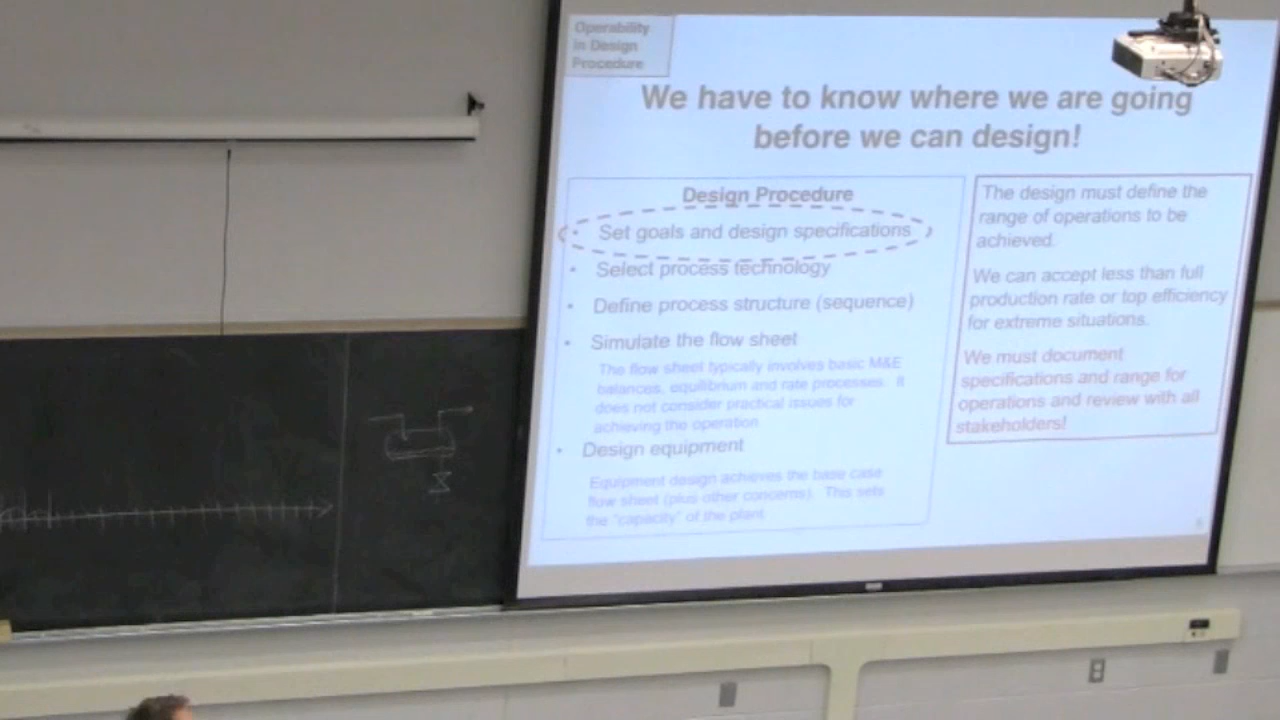 Operability
in Design
Procedure
We have to know where we are going
before we can design!
Design Procedure
• Set goals and design specifications
• Select process technology
• Define process structure (sequence)
• Simulate the flow sheet
The flow sheet typically involves basic M&E
balances, equilibrium and rate processes. It
does not consider practical issues for
achieving the operation
• Design equipment
Equipment design achieves the base case
flow sheet (plus other concerns). This sets
the "capacity" of the plant.
The design must define the
range of operations to be
achieved.
We can accept less than full
production rate or top efficiency
for extreme situations.
We must document
specifications and range for
operations and review with all
stakeholders!